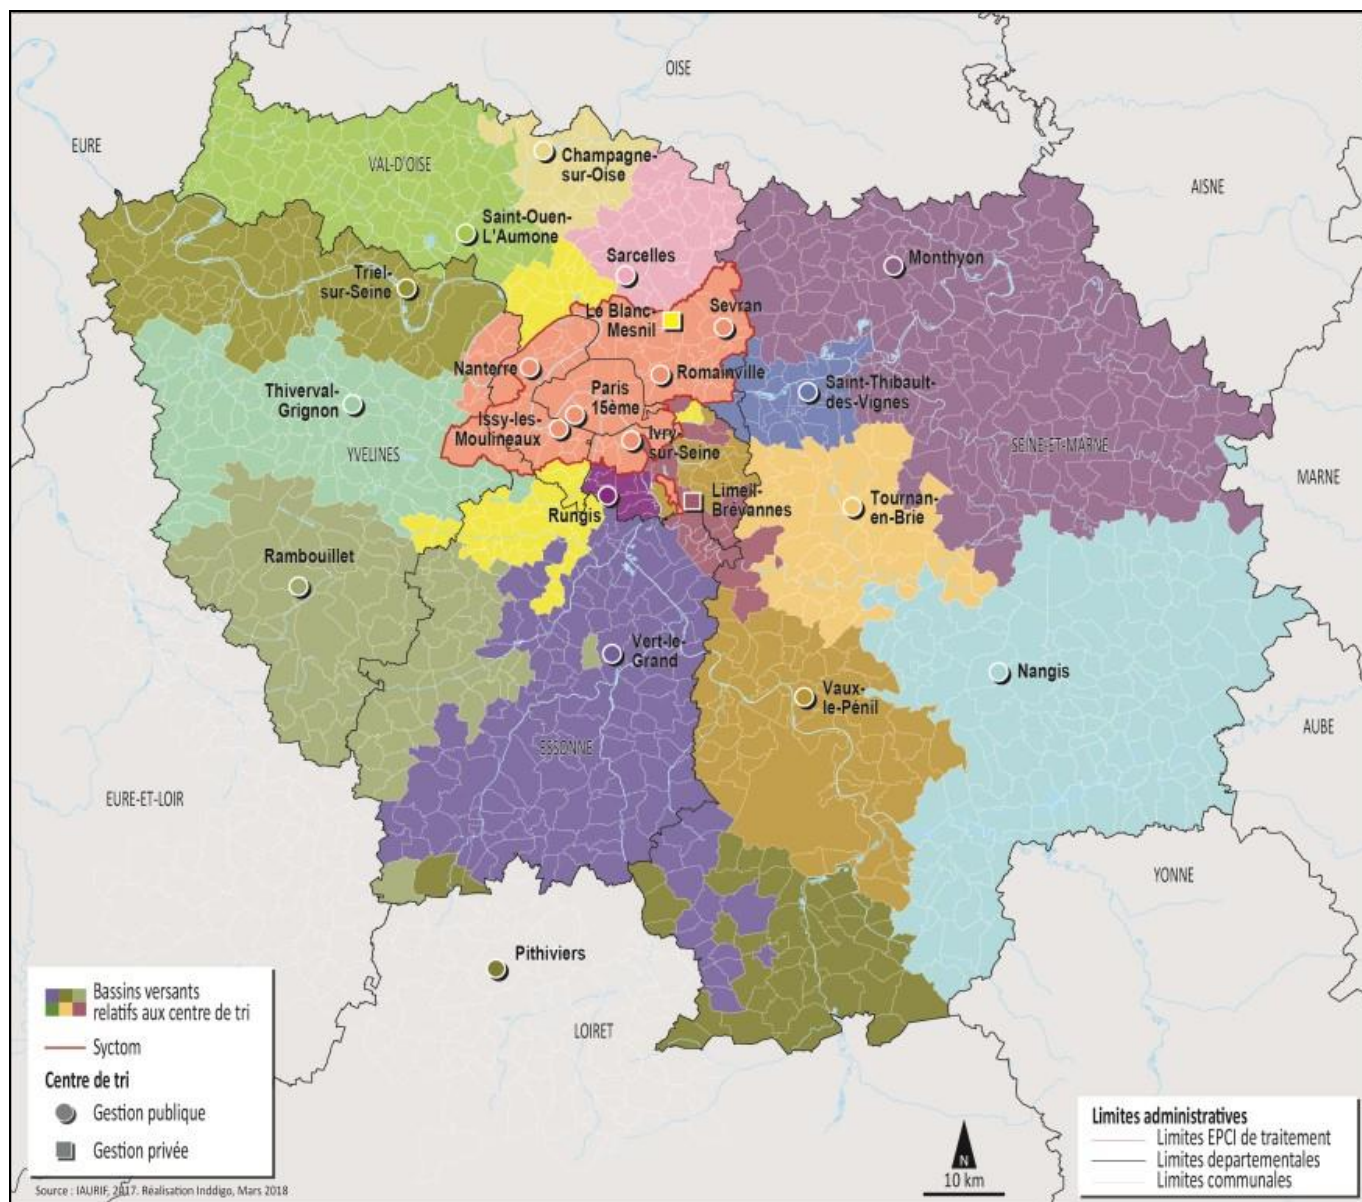 OISE
EURE
AISNE
VAL-D'OISE
Champagne-
sur-Oise
Saint-Ouen-
L'Aumone
Sarcelles
Monthyon
Triel-
sur-Seine
Le Blanc-
Mesnil
Sevran
Nanterre
Romainville
Thiverval-
Grignon
Paris
15ème
Saint-Thibault-
des-Vignes
Issy-les-
Moulineaux
Ivry-
sur-Seine
YVELINES
SEINE-ET-MARNE
MARNE
Rungis
Limeil-
Brévannes
Tournan-
en-Brie
Rambouillet
Vert-le-
Grand
Nangis
Vaux-
le-Pénil
ESSONNE
AUBE
EURE-ET-LOIR
YONNE
Pithiviers
LOIRET
Bassins versants
relatifs aux centre de tri
Syctom
Centre de tri
Gestion publique
Gestion privée
Source : IAURIF, 2017. Réalisation Inddigo, Mars 2018
N
10 km
Limites administratives
Limites EPCI de traitement
Limites departementales
Limites communales